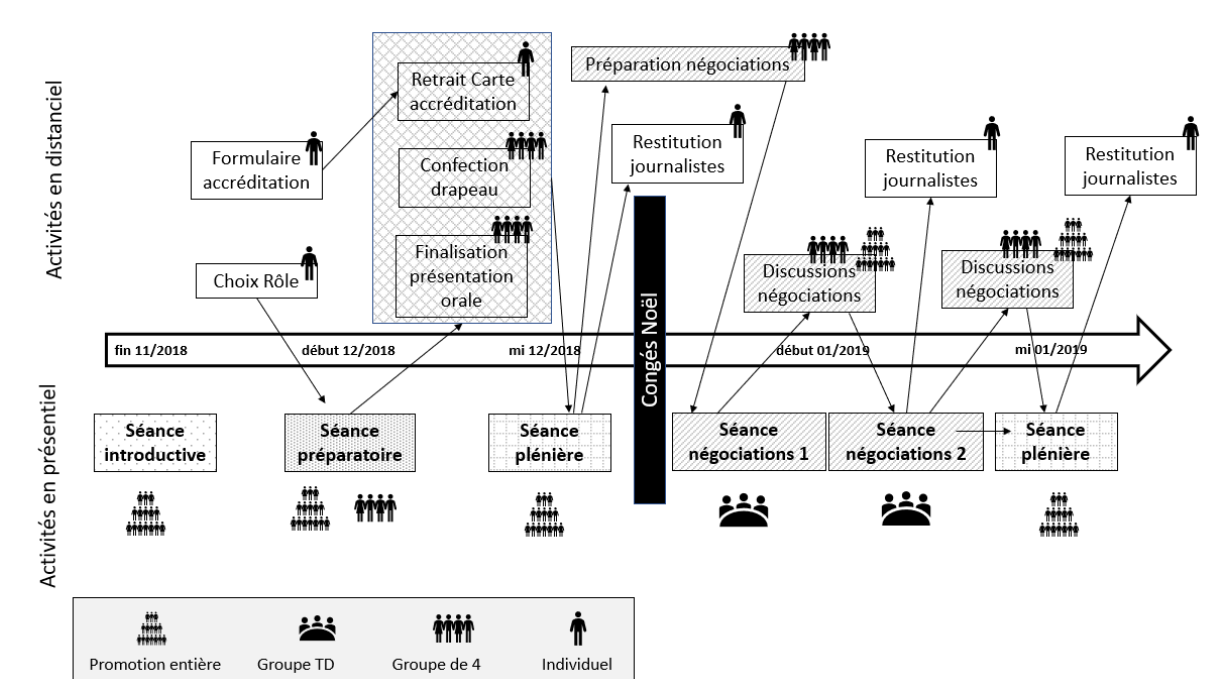 Activités en distanciel
Retrait Carte
accréditation
Préparation négociations
Formulaire
accréditation
Confection
drapeau
Restitution
journalistes
Restitution
journalistes
Restitution
journalistes
Choix Rôle
Finalisation
présentation
orale
Discussions
négociations
Discussions
négociations
fin 11/2018
début 12/2018
mi 12/2018
Congés Noël
début 01/2019
mi 01/2019
Activités en présentiel
Séance
introductive
Séance
préparatoire
Séance
plénière
Séance
négociations 1
Séance
négociations 2
Séance
plénière
Promotion entière
Groupe TD
Groupe de 4
Individuel